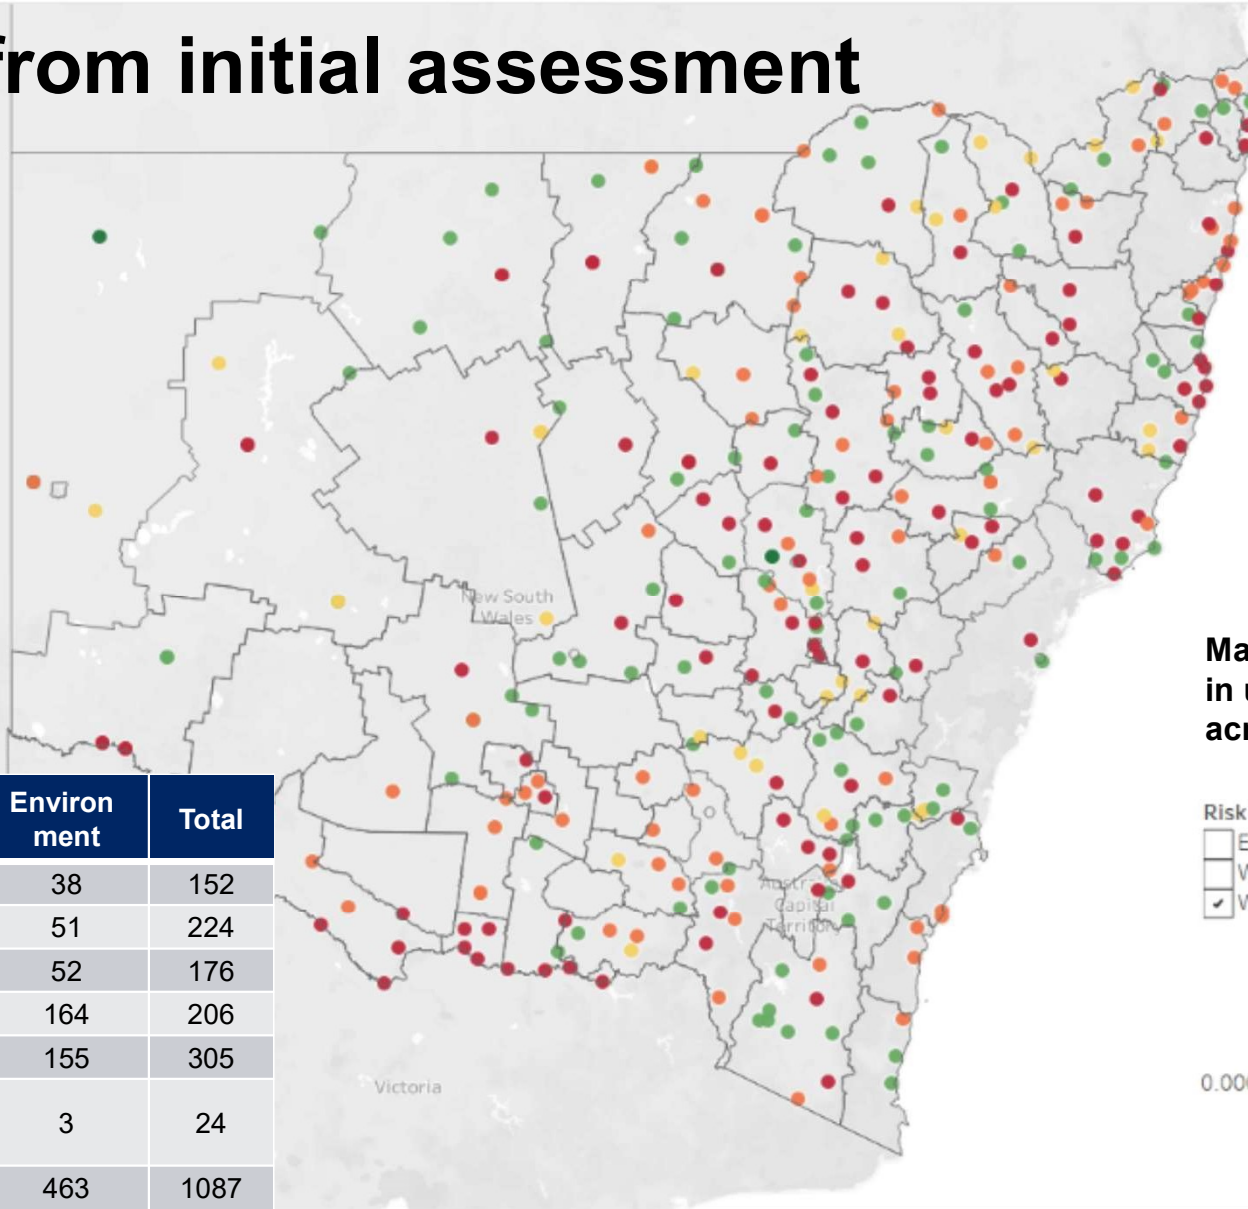 from initial assessment
New South
Wales
Ma
in u
acr
Environ
ment
Total
38 152
51 224
52 176
164 206
155 305
3 24
463 1087
Risk
E
W
W
Australian
Capital
Territory
Victoria
0.00